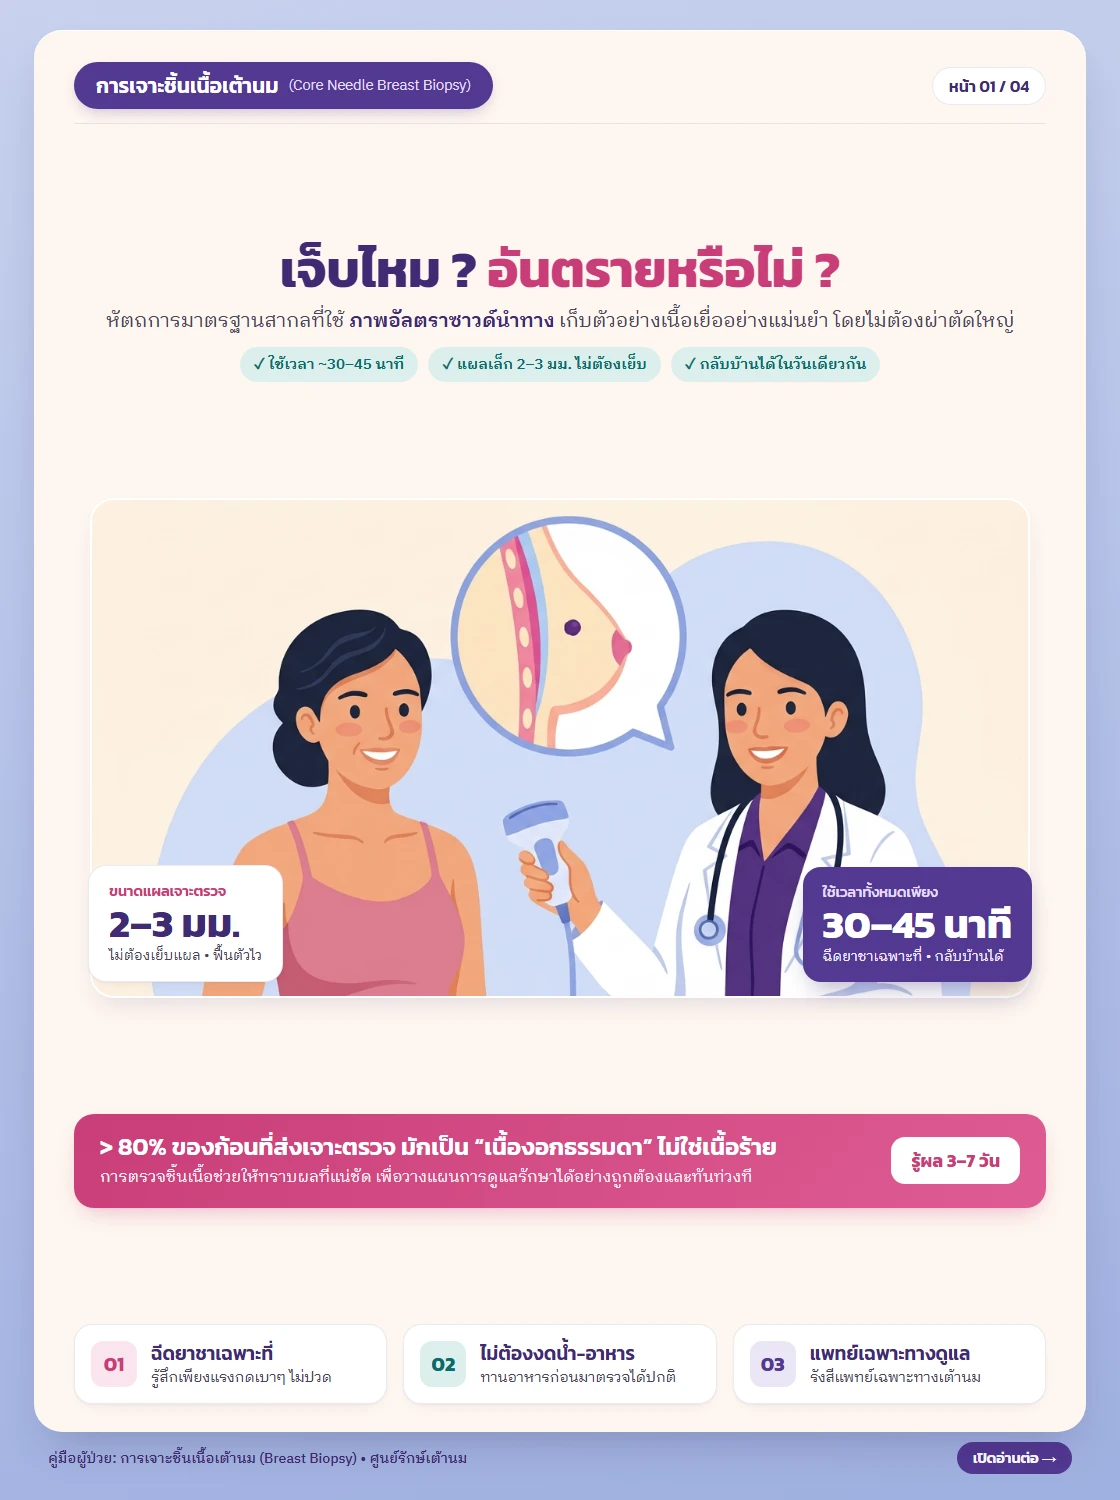 การเจาะชิ้นเนื้อเต้านม (Core Needle Breast Biopsy)
หน้า 01 / 04
เจ็บไหม ? อันตรายหรือไม่ ?
หัตถการมาตรฐานสากลที่ใช้ ภาพอัลตราซาวด์นำทาง เก็บตัวอย่างเนื้อเยื่ออย่างแม่นยำ โดยไม่ต้องผ่าตัดใหญ่
✓ ใช้เวลา ~30–45 นาที
✓ แผลเล็ก 2–3 มม. ไม่ต้องเย็บ
✓ กลับบ้านได้ในวันเดียวกัน
ขนาดแผลเจาะตรวจ
2–3 มม.
ไม่ต้องเย็บแผล • ฟื้นตัวไว
ใช้เวลาทั้งหมดเพียง
30–45 นาที
ฉีดยาชาเฉพาะที่ • กลับบ้านได้
> 80% ของก้อนที่ส่งเจาะตรวจ มักเป็น "เนื้องอกธรรมดา" ไม่ใช่เนื้อร้าย
การตรวจชิ้นเนื้อช่วยให้ทราบผลที่แน่ชัด เพื่อวางแผนการดูแลรักษาได้อย่างถูกต้องและทันท่วงที
รู้ผล 3–7 วัน
01
ฉีดยาชาเฉพาะที่
รู้สึกเพียงแรงกดเบาๆ ไม่ปวด
02
ไม่ต้องงดน้ำ-อาหาร
ทานอาหารก่อนมาตรวจได้ปกติ
03
แพทย์เฉพาะทางดูแล
รังสีแพทย์เฉพาะทางเต้านม
คู่มือผู้ป่วย: การเจาะชิ้นเนื้อเต้านม (Breast Biopsy) • ศูนย์รักษ์เต้านม
เปิดอ่านต่อ →